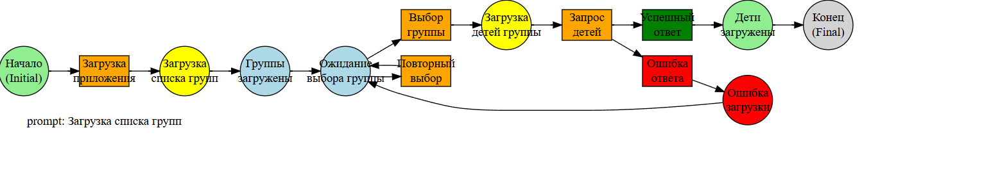 Начало
(Initial)
Загрузка
приложения
Загрузка
списка групп
Группы
загружены
Ожидание
выбора группы
Выбор
группы
Повторный
выбор
Загрузка
детей группы
Запрос
детей
Успешный
ответ
Ошибка
ответа
Дети
загружены
Ошибка
загрузки
Конец
(Final)
prompt: Загрузка списка групп